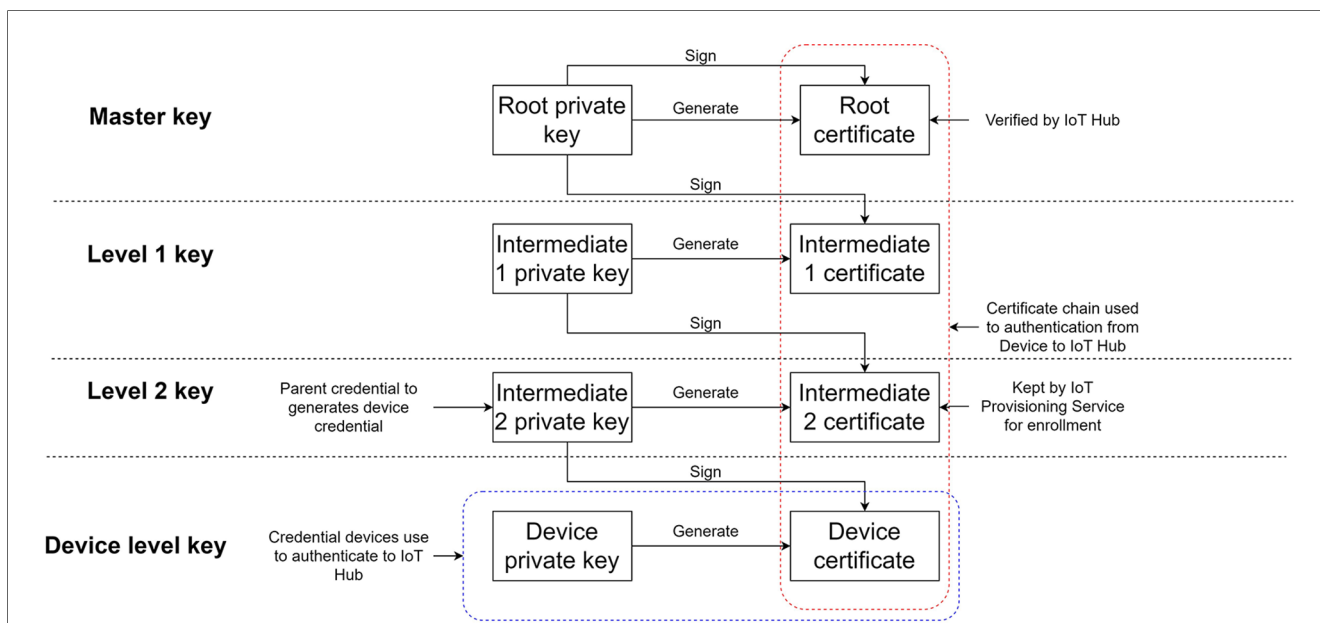 Sign
Master key
Root private
key
Generate
Root
certificate
Verified by IoT Hub
Sign
Level 1 key
Intermediate
1 private key
Generate
Intermediate
1 certificate
Sign
Certificate chain used
to authentication from
Device to IoT Hub
Level 2 key
Parent credential to
generates device
credential
Intermediate
2 private key
Generate
Intermediate
2 certificate
Kept by IoT
Provisioning Service
for enrollment
Sign
Device level key
Credential devices use
to authenticate to IoT
Hub
Device
private key
Generate
Device
certificate